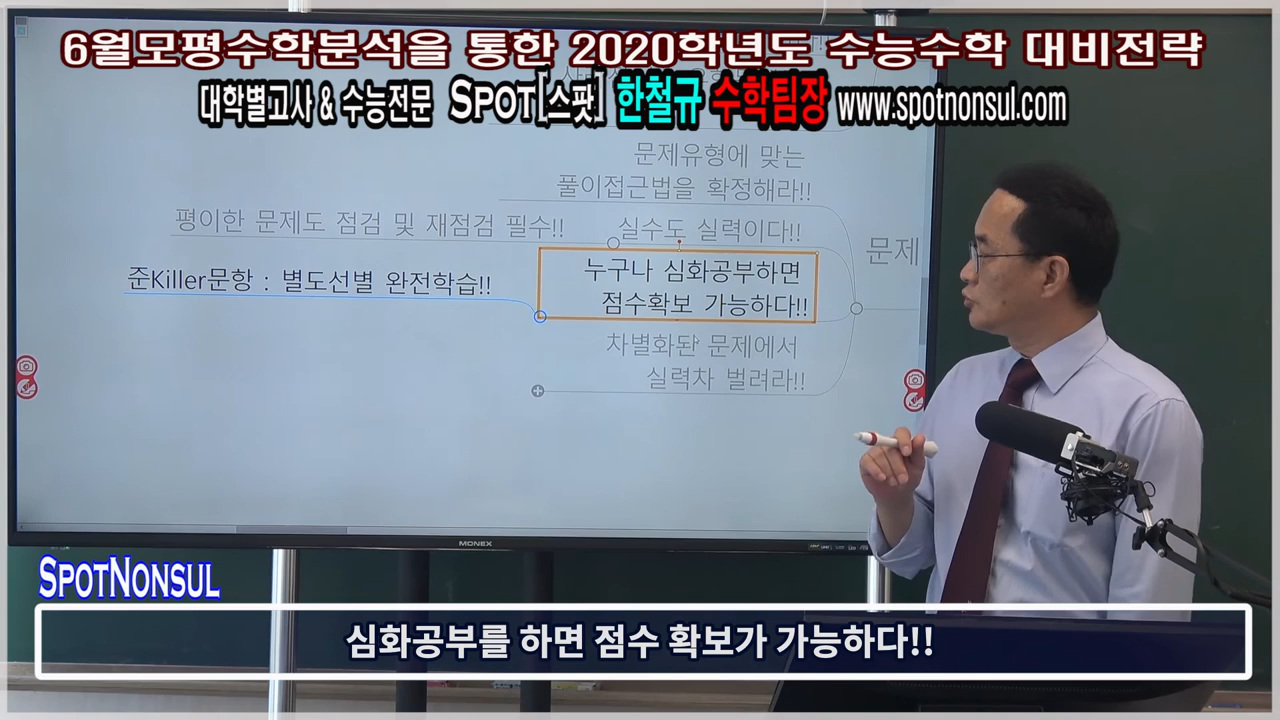 6월모평수학분석을 통한 2020학년도 수능수학 대비전략
대학별고사 & 수능전문 SPOT[스팟] 한철규 수학팀장 www.spotnonsul.com
문제유형에 맞는
풀이접근법을 확정해라!!
평이한 문제도 점검 및 재점검 필수!!
실수도 실력이다!!
문제
준Killer문항 : 별도선별 완전학습!!
누구나 심화공부하면
점수확보 가능하다!!
차별화돤 문제에서
실력차 벌려라!!
MONEX
SPOTNONSUL
심화공부를 하면 점수 확보가 가능하다!!